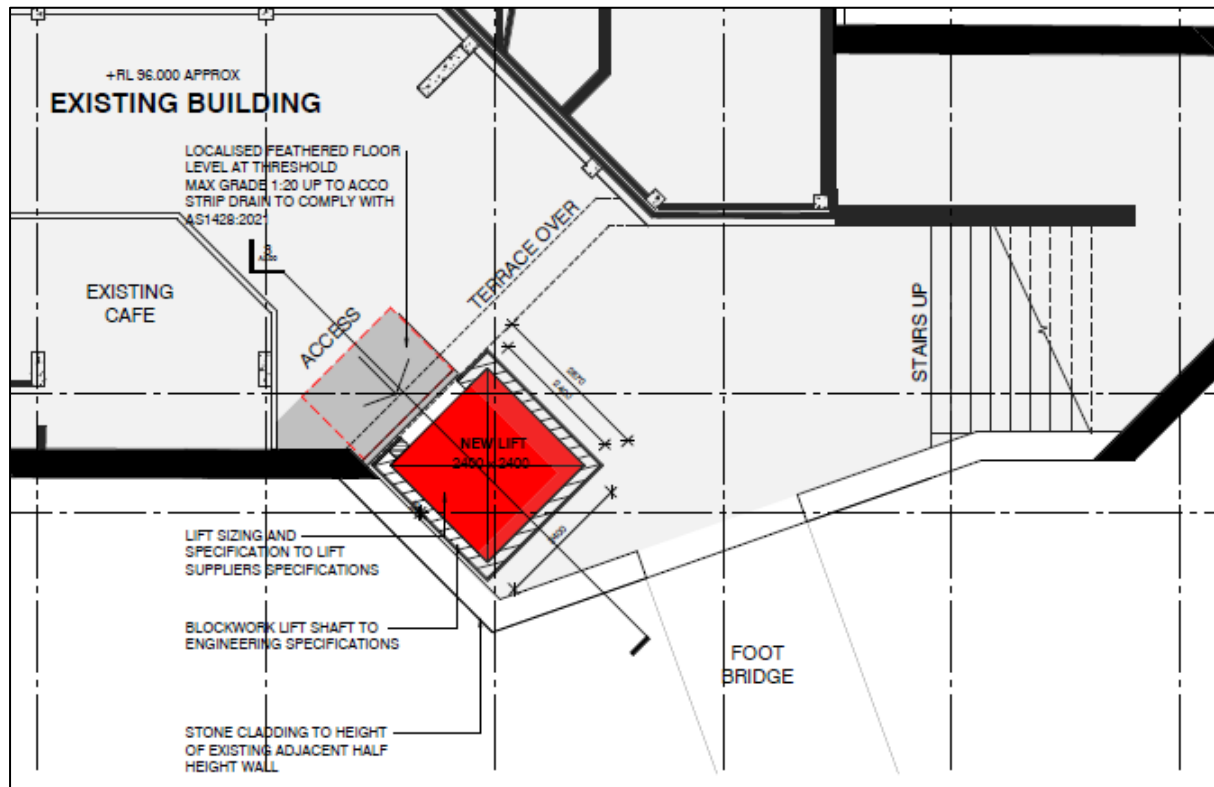 +RL 96.000 APPROX
EXISTING BUILDING
LOCALISED FEATHERED FLOOR
LEVEL AT THRESHOLD
MAX GRADE 1:20 UP TO ACCO
STRIP DRAIN TO COMPLY WITH
AS1428:202
EXISTING
CAFE
ACCESS
TERRACE OVER
STAIRS UP
2400
NEW LIFT
2400 x 2400
LIFT SIZING AND
SPECIFICATION TO LIFT
SUPPLIERS SPECIFICATIONS
BLOCKWORK LIFT SHAFT TO
ENGINEERING SPECIFICATIONS
FOOT
BRIDGE
STONE CLADDING TO HEIGHT
OF EXISTING ADJACENT HALF
HEIGHT WALL